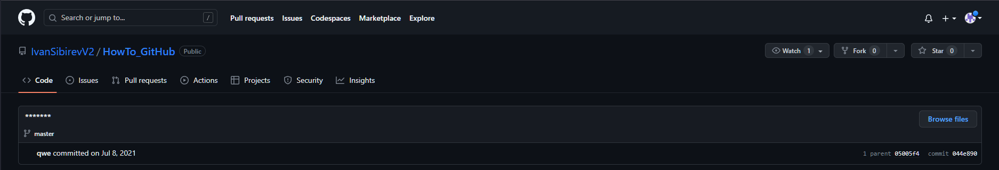 Search or jump to... / Pull requests Issues Codespaces Marketplace Explore
IvanSibirevV2 / HowTo_GitHub Public Watch 1 Fork 0 Star 0
Code Issues Pull requests Actions Projects Security Insights
*******
Browse files
master
qwe committed on Jul 8, 2021 1 parent 05005f4 commit 044e890